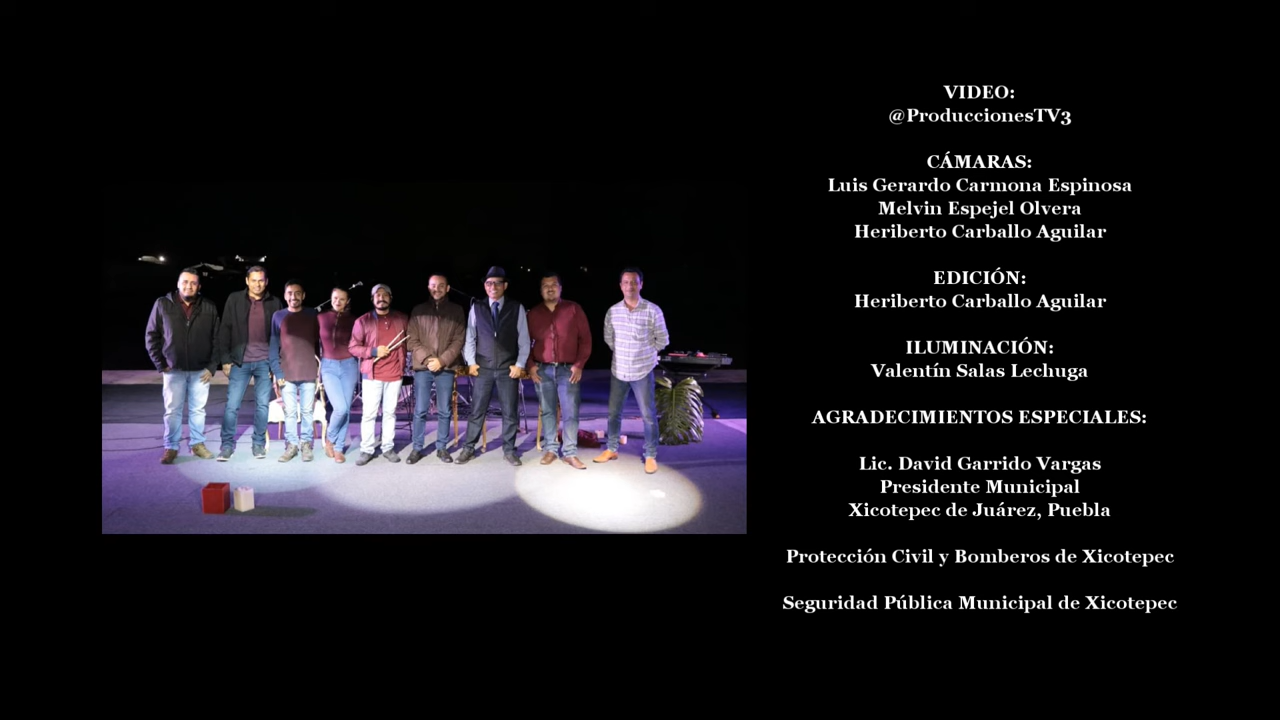 VIDEO:
@ProduccionesTV3
CÁMARAS:
Luis Gerardo Carmona Espinosa
Melvin Espejel Olvera
Heriberto Carballo Aguilar
EDICIÓN:
Heriberto Carballo Aguilar
ILUMINACIÓN:
Valentín Salas Lechuga
AGRADECIMIENTOS ESPECIALES:
Lic. David Garrido Vargas
Presidente Municipal
Xicotepec de Juárez, Puebla
Protección Civil y Bomberos de Xicotepec
Seguridad Pública Municipal de Xicotepec